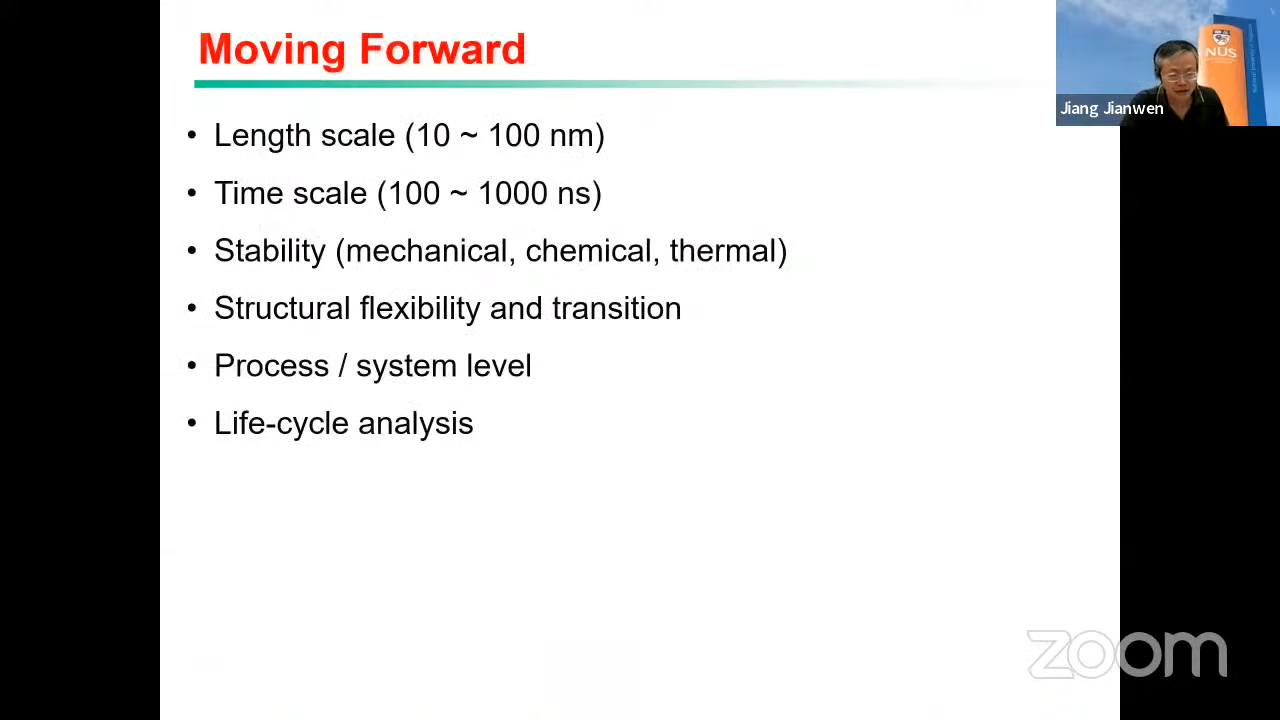 Moving Forward
• Length scale (10 ~ 100 nm)
• Time scale (100 ~ 1000 ns)
• Stability (mechanical, chemical, thermal)
• Structural flexibility and transition
• Process / system level
• Life-cycle analysis
NUS
Jiang Jianwen
zoom